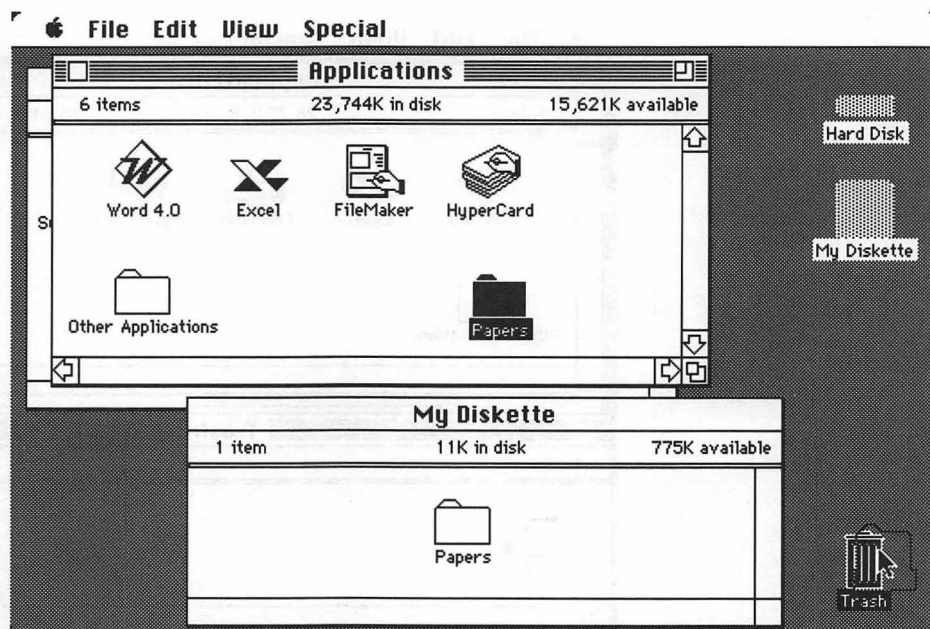 File Edit View Special
Applications
6 items 23,744K in disk 15,621K available
Hard Disk
Word 4.0 Excel FileMaker HyperCard
My Diskette
Other Applications Papers
My Diskette
1 item 11K in disk 775K available
Papers
Trash